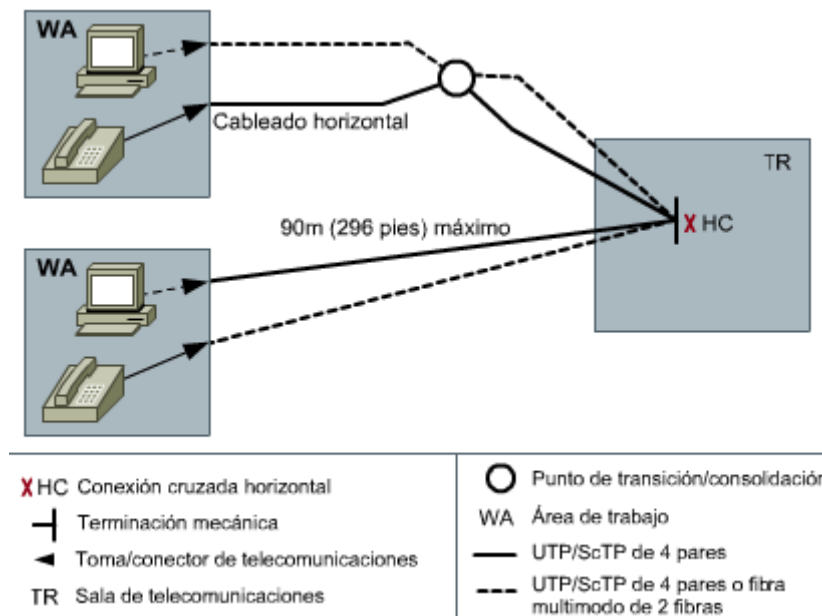 WA
Cableado horizontal
TR
HC
90m (296 pies) máximo
WA
X HC Conexión cruzada horizontal
Terminación mecánica
Toma/conector de telecomunicaciones
TR Sala de telecomunicaciones
Punto de transición/consolidación
WA Área de trabajo
UTP/ScTP de 4 pares
UTP/ScTP de 4 pares o fibra
multimodo de 2 fibras